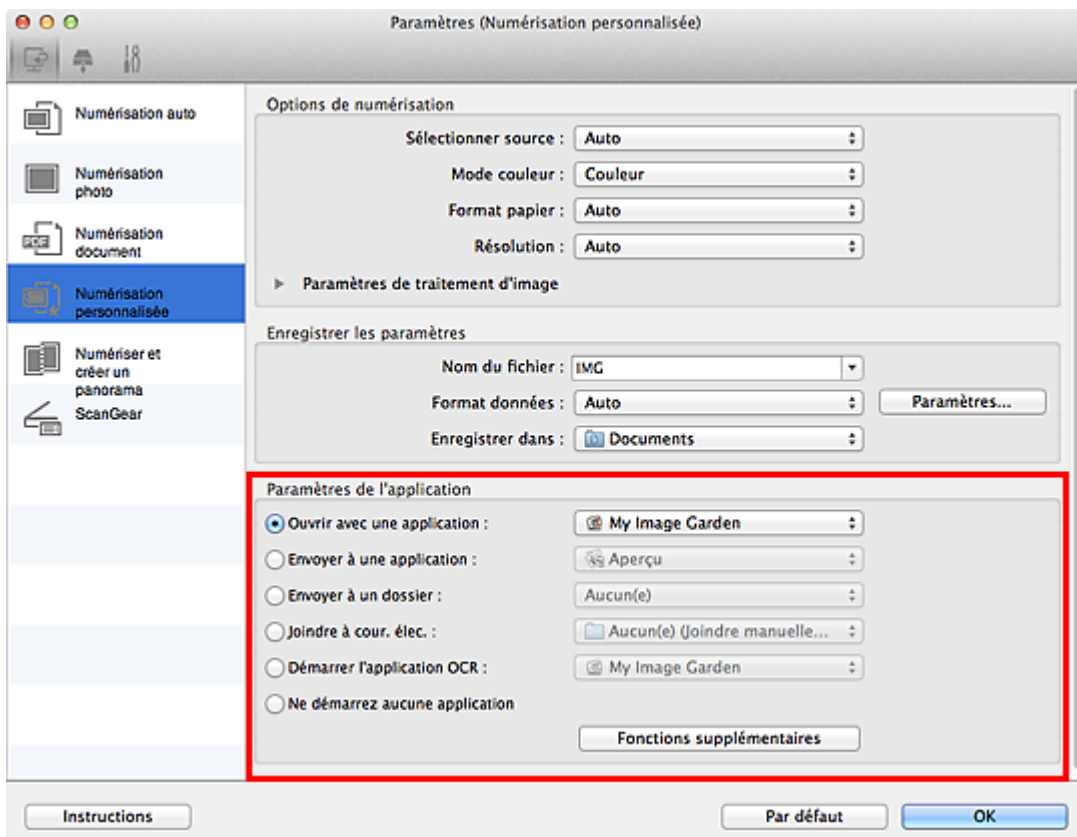 Paramètres (Numérisation personnalisée)
Numérisation auto
Numérisation
photo
PDF
Numérisation
document
Numérisation
personnalisée
Numériser et
créer un
panorama
ScanGear
Options de numérisation
Sélectionner source : Auto
Mode couleur : Couleur
Format papier : Auto
Résolution : Auto
Paramètres de traitement d'image
Enregistrer les paramètres
Nom du fichier : IMG
Format données : Auto Paramètres...
Enregistrer dans : Documents
Paramètres de l'application
Ouvrir avec une application : My Image Garden
Envoyer à une application : Aperçu
Envoyer à un dossier : Aucun(e)
Joindre à cour. élec. : Aucun(e) (Joindre manuelle...
Démarrer l'application OCR : My Image Garden
Ne démarrez aucune application
Fonctions supplémentaires
Instructions Par défaut OK